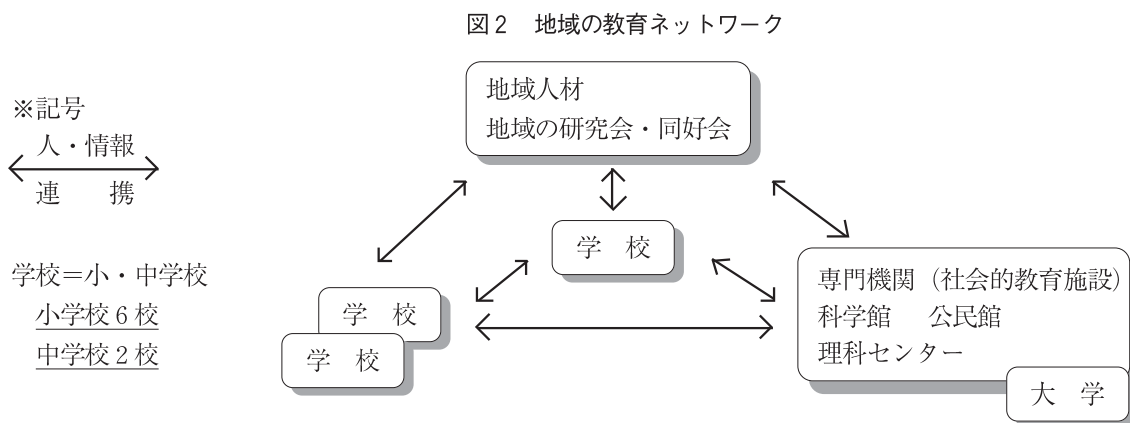 図2 地域の教育ネットワーク
※記号
人・情報
連 携
学校＝小・中学校
小学校6校
中学校2校
地域人材
地域の研究会・同好会
学 校
学 校
学 校
専門機関（社会的教育施設）
科学館 公民館
理科センター
大 学